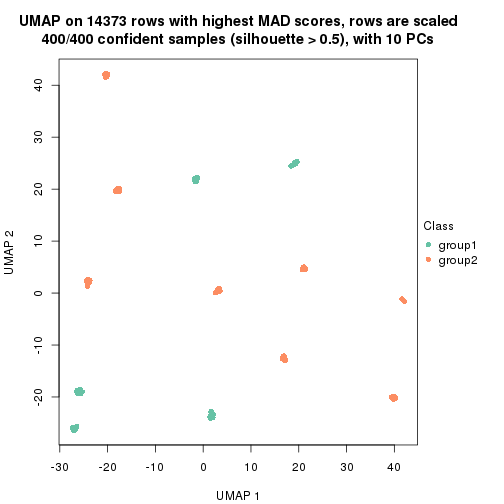 UMAP on 14373 rows with highest MAD scores, rows are scaled
400/400 confident samples (silhouette > 0.5), with 10 PCs
40
30
20
10
0
-10
-20
UMAP 2
-30
-20
-10
0
10
20
30
40
UMAP 1
Class
group1
group2